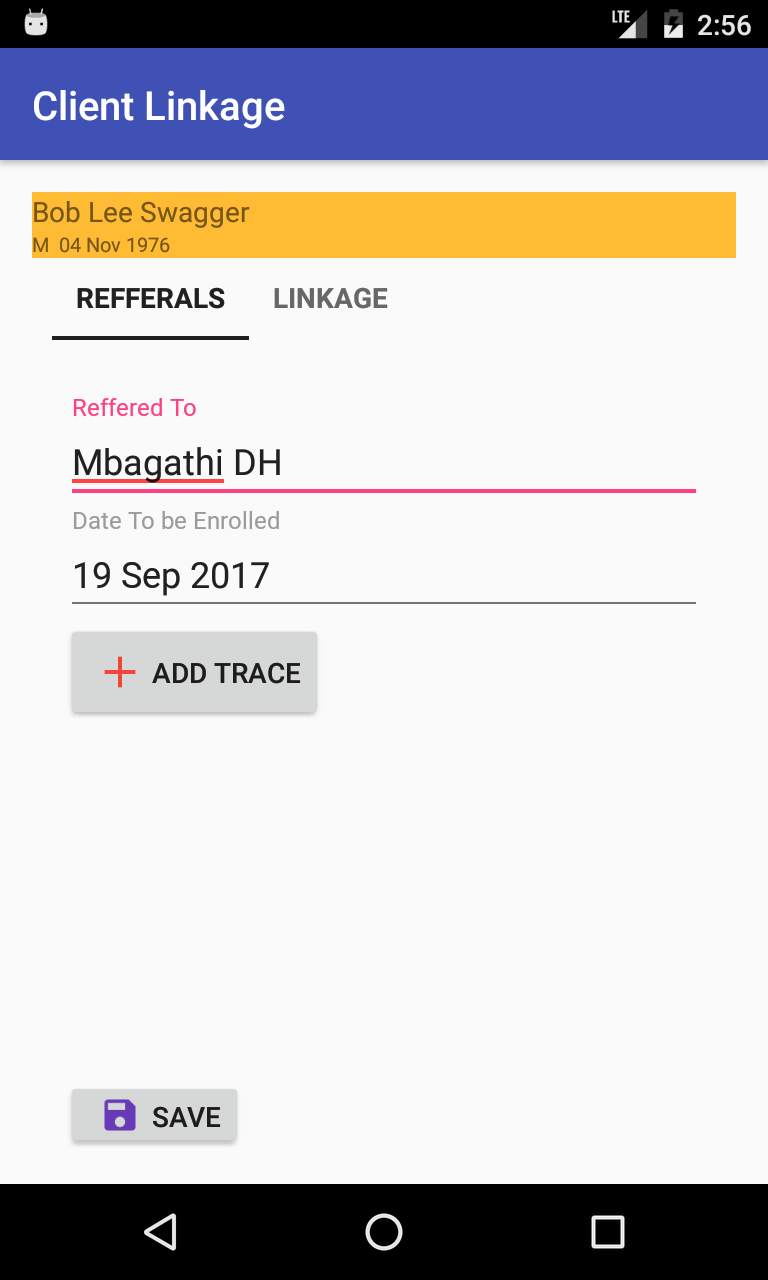 LTE 2:56
Client Linkage
Bob Lee Swagger
M 04 Nov 1976
REFFERALS LINKAGE
Reffered To
Mbagathi DH
Date To be Enrolled
19 Sep 2017
ADD TRACE
SAVE